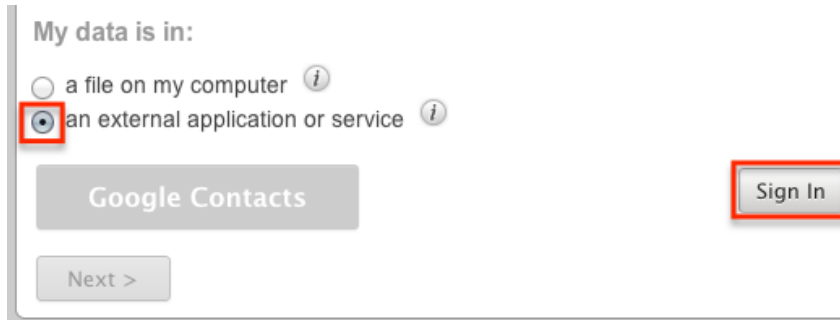 My data is in:
a file on my computer i
an external application or service i
Google Contacts
Sign In
Next >